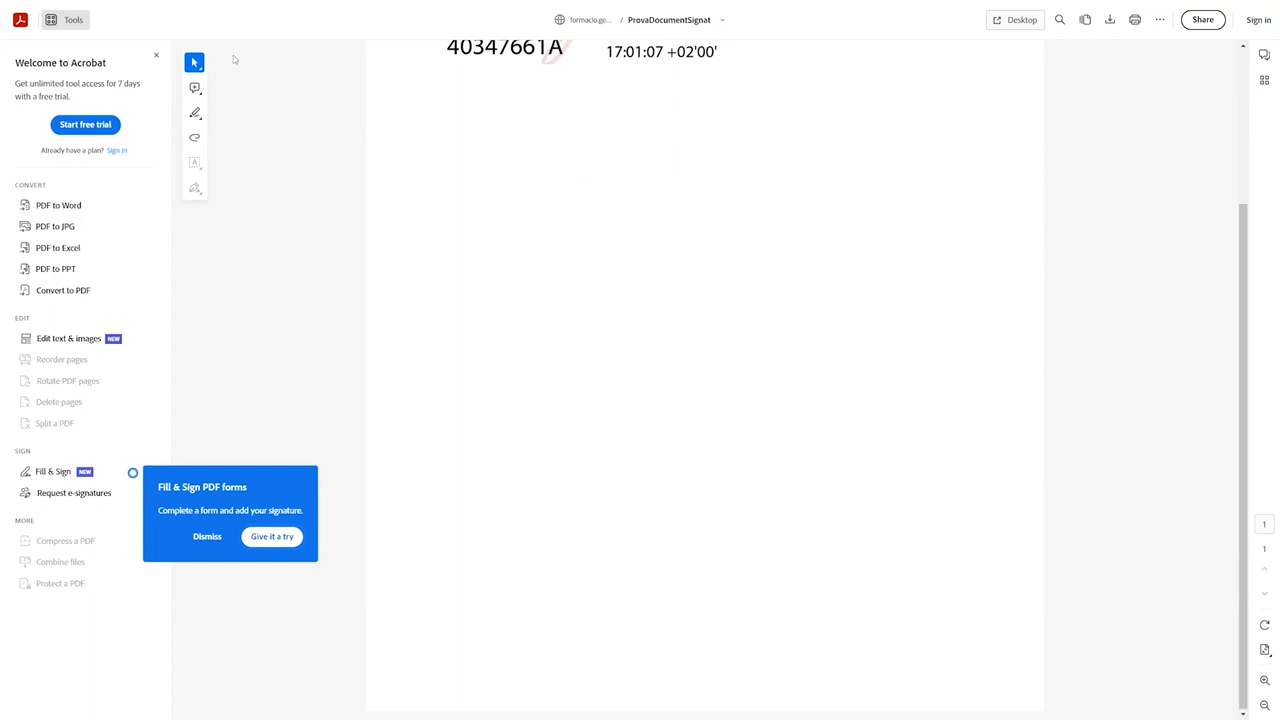 Tools
formacio.ge... / ProvaDocumentSignat
Desktop
Share
Sign in
Welcome to Acrobat
Get unlimited tool access for 7 days
with a free trial.
Start free trial
Already have a plan? Sign in
CONVERT
PDF to Word
PDF to JPG
PDF to Excel
PDF to PPT
Convert to PDF
EDIT
Edit text & images NEW
Reorder pages
Rotate PDF pages
Delete pages
Split a PDF
SIGN
Fill & Sign NEW
Request e-signatures
MORE
Compress a PDF
Combine files
Protect a PDF
Fill & Sign PDF forms
Complete a form and add your signature.
Dismiss
Give it a try
40347661A
17:01:07 +02'00'
1
1